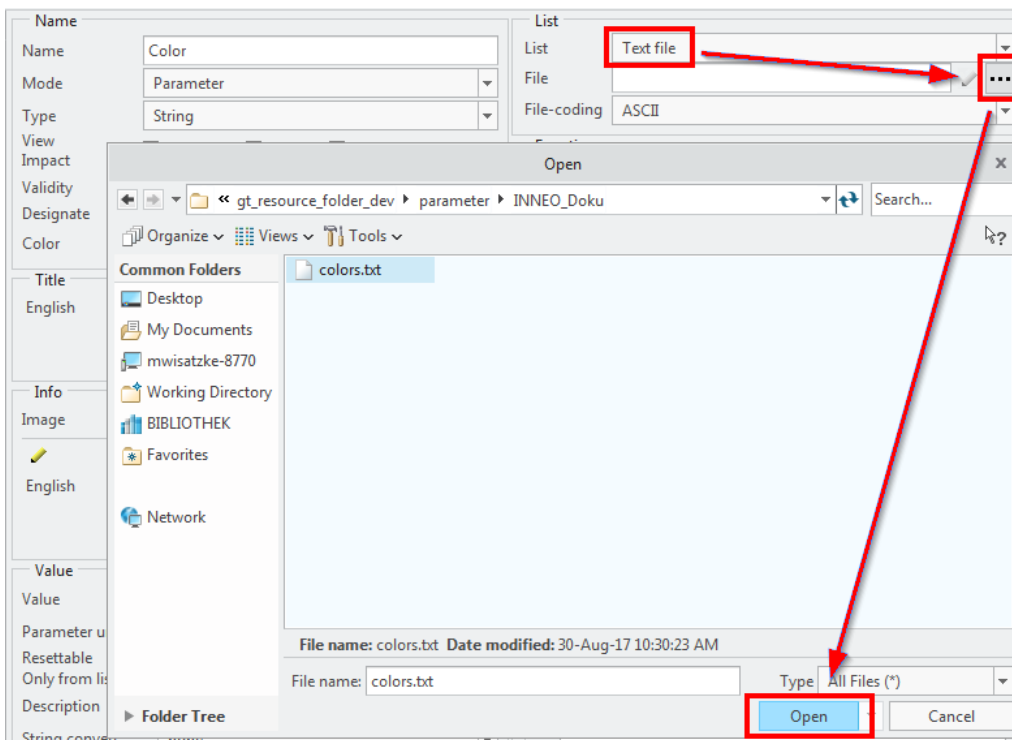 Name
Name Color
Mode Parameter
Type String
View
Impact
Validity
Designate
Color
Title
English
Info
Image
English
Value
Value
Parameter u
Resettable
Only from lis
Description
List
List Text file
File ...
File-coding ASCII
Open
« gt_resource_folder_dev parameter INNEO_Doku
Search...
Organize Views Tools
?
Common Folders
Desktop
My Documents
mwisatzke-8770
Working Directory
BIBLIOTHEK
Favorites
Network
Folder Tree
colors.txt
File name: colors.txt Date modified: 30-Aug-17 10:30:23 AM
File name: colors.txt
Type All Files (*)
Open Cancel